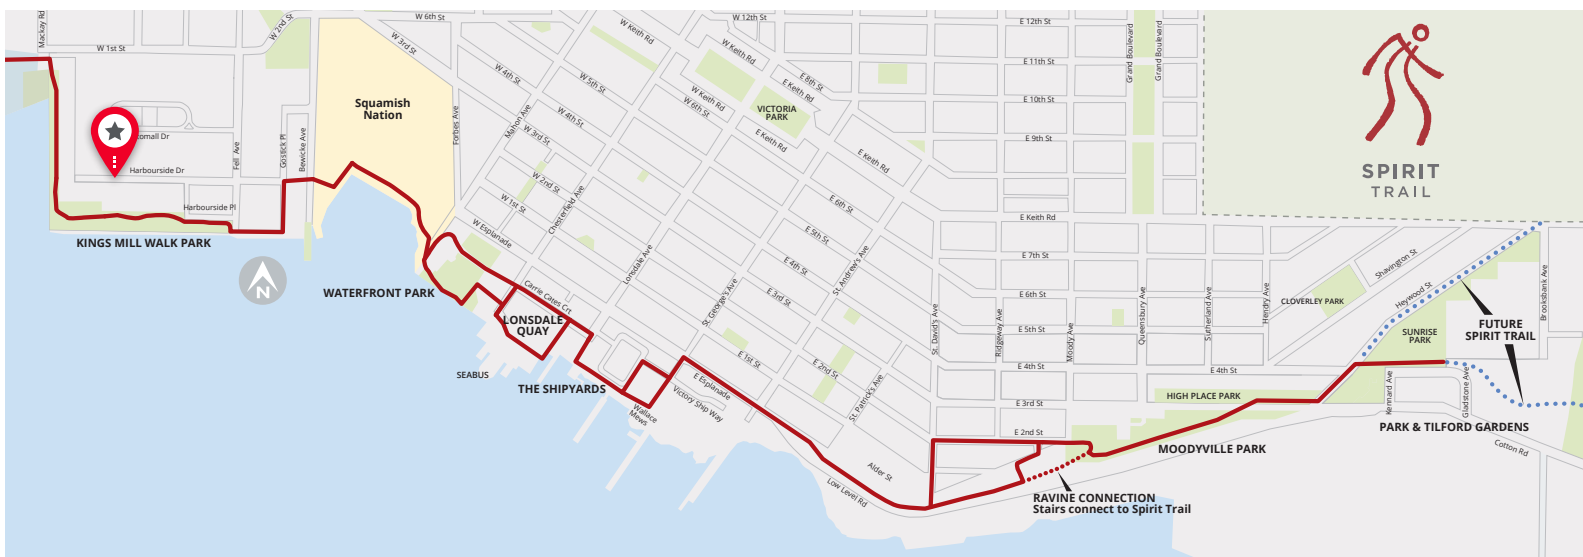 Mackay Rd
W 1st St
W 2nd St
W 6th St
W 3rd St
Squamish
Nation
Forbes Ave
W 4th St
W 5th St
W 6th St
W Keith Rd
W 12th St
W Keith Rd
W Keith Rd
E 8th St
E Keith Rd
VICTORIA
PARK
E Keith Rd
E Keith Rd
E 12th St
E 11th St
E 10th St
E 9th St
Grand Boulevard
Grand Boulevard
SPIRIT
TRAIL
omall Dr
Harbourside Dr
Harbourside Pl
Fell Ave
Gostick Pl
Bewicke Ave
KINGS MILL WALK PARK
N
Mahon Ave
W 4th St
W 3rd St
W 2nd St
W 1st St
W Esplanade
Chesterfield Ave
Lonsdale Ave
St. George's Ave
St. Andrew's Ave
St. Patrick's Ave
St. David's Ave
E 6th St
E 5th St
E 4th St
E 3rd St
E 2nd St
E 1st St
E Esplanade
Carrie Cates Crt
WATERFRONT PARK
LONSDALE
QUAY
SEABUS
THE SHIPYARDS
Wallace
Mews
Victory Ship Way
Alder St
Low Level Rd
E Keith Rd
E 7th St
E 6th St
E 5th St
E 4th St
E 3rd St
E 2nd St
Ridgeway Ave
Moody Ave
Queensbury Ave
Sutherland Ave
Hendry Ave
Shavington St
CLOVERLEY PARK
Heywood St
Brooksbank Ave
SUNRISE
PARK
FUTURE
SPIRIT TRAIL
E 4th St
HIGH PLACE PARK
Kennard Ave
Gladstone Ave
PARK & TILFORD GARDENS
Cotton Rd
MOODYVILLE PARK
RAVINE CONNECTION
Stairs connect to Spirit Trail